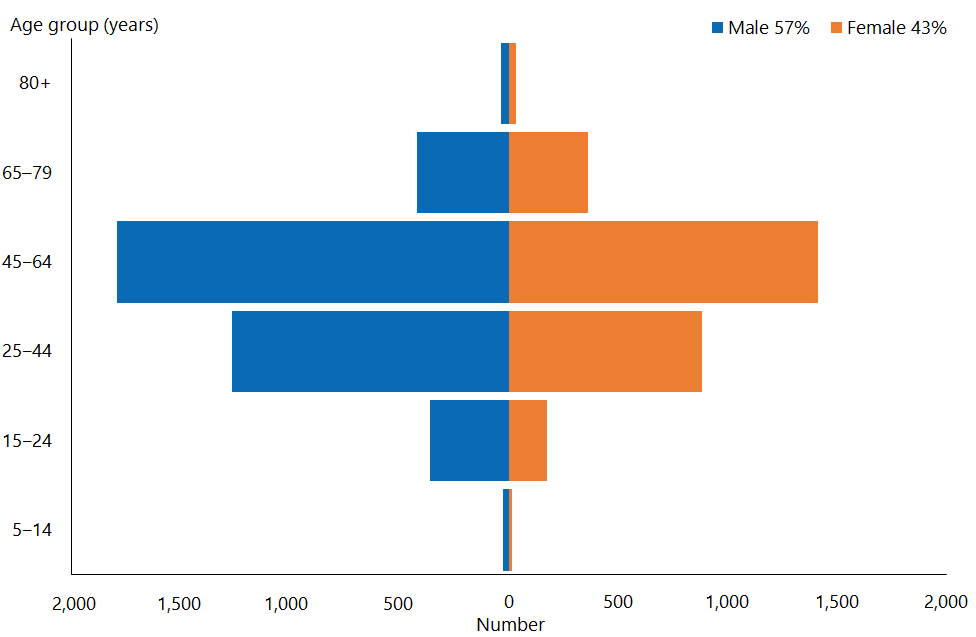 Age group (years)
Male 57% Female 43%
80+
65–79
45–64
25–44
15–24
5–14
2,000 1,500 1,000 500 0 500 1,000 1,500 2,000
Number